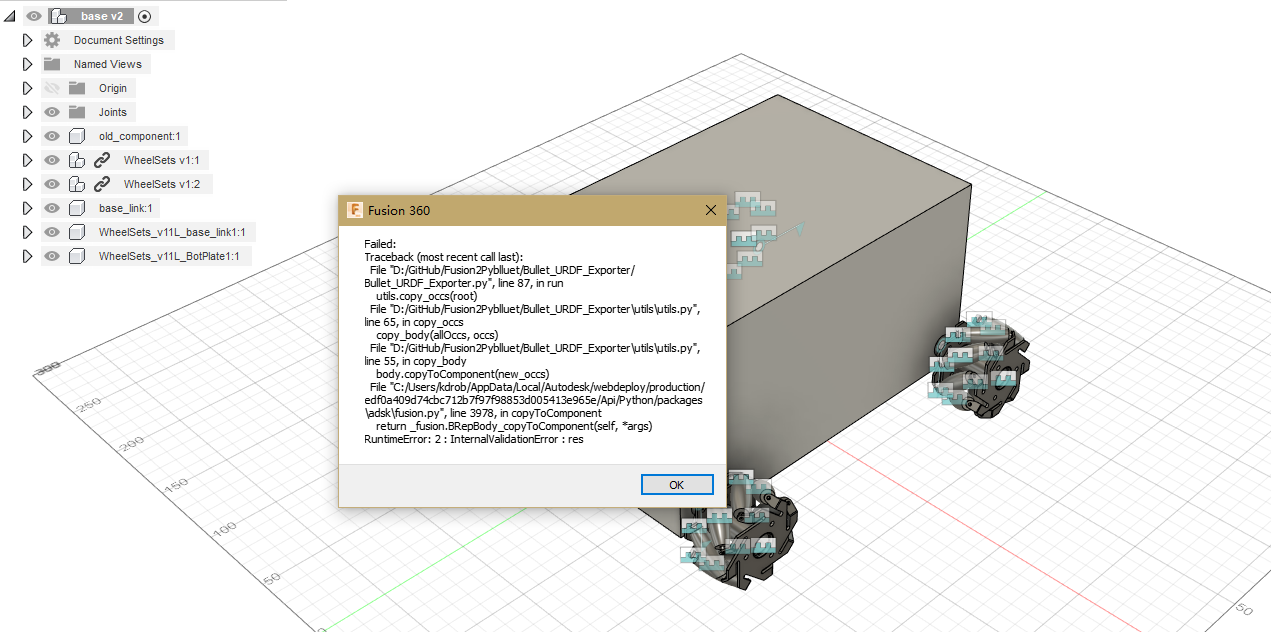 base v2
Document Settings
Named Views
Origin
Joints
old_component:1
WheelSets v1:1
WheelSets v1:2
base_link:1
WheelSets_v11L_base_link1:1
WheelSets_v11L_BotPlate1:1
Fusion 360
Failed:
Traceback (most recent call last):
File "D:/GitHub/Fusion2Pyblluet/Bullet_URDF_Exporter/
Bullet_URDF_Exporter.py", line 87, in run
utils.copy_occs(root)
File "D:/GitHub/Fusion2Pyblluet/Bullet_URDF_Exporter\utils\utils.py",
line 65, in copy_occs
copy_body(allOccs, occs)
File "D:/GitHub/Fusion2Pyblluet/Bullet_URDF_Exporter\utils\utils.py",
line 55, in copy_body
body.copyToComponent(new_occs)
File "C:/Users/kdrob/AppData/Local/Autodesk/webdeploy/production/
edf0a409d74cbc712b7f97f98853d005413e965e/Api/Python/packages
\adsk\fusion.py", line 3978, in copyToComponent
return _fusion.BRepBody_copyToComponent(self, *args)
RuntimeError: 2 : InternalValidationError : res
OK
250
200
150
100
50
0
50